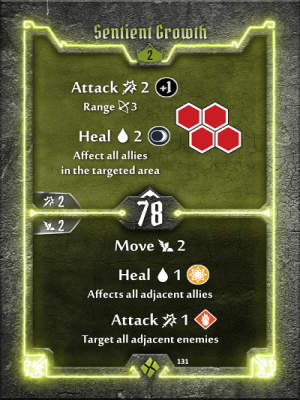 Sentient Growth
2
Attack 2 +1
Range 3
Heal 2
Affect all allies
in the targeted area
2
78
2
Move 2
Heal 1
Affects all adjacent allies
Attack 1
Target all adjacent enemies
131